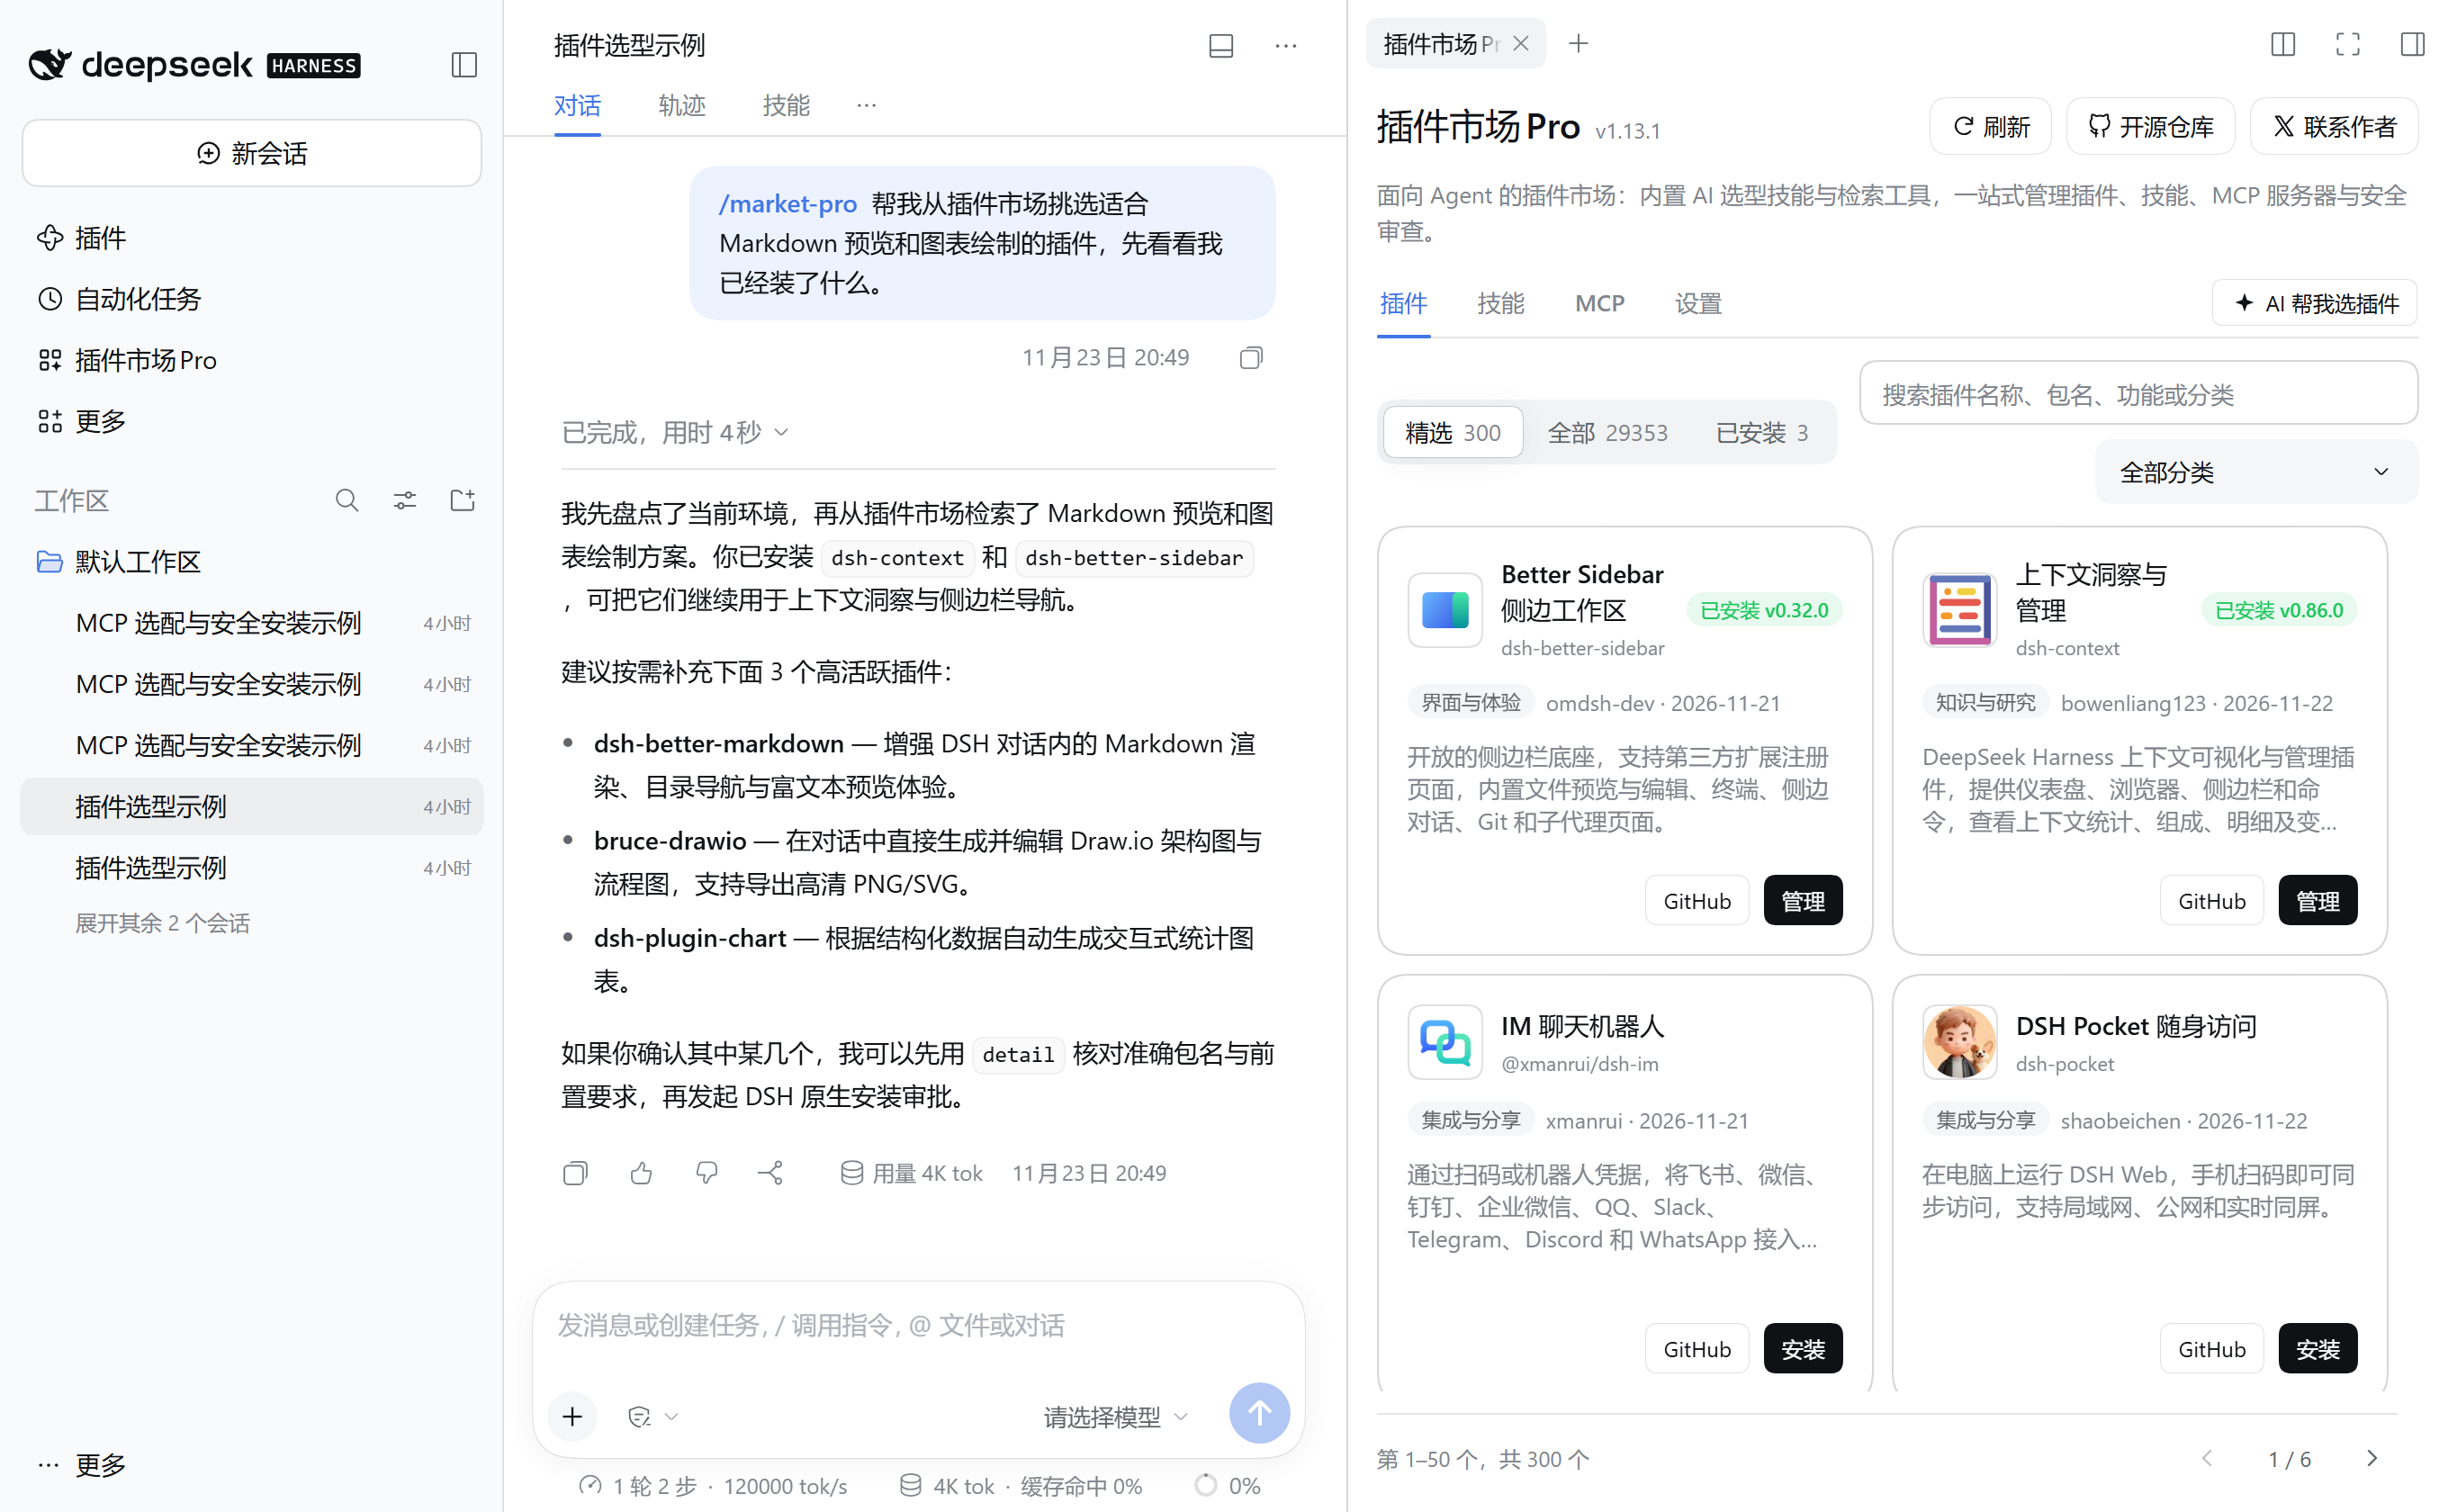 deepseek HARNESS
新会话
插件
自动化任务
插件市场Pro
更多
工作区
默认工作区
MCP 选配与安全安装示例 4小时
MCP 选配与安全安装示例 4小时
MCP 选配与安全安装示例 4小时
插件选型示例 4小时
插件选型示例 4小时
展开其余 2 个会话
··· 更多
插件选型示例
对话 轨迹 技能 ···
/market-pro 帮我从插件市场挑选适合
Markdown 预览和图表绘制的插件，先看看我
已经装了什么。
11月23日 20:49
已完成，用时 4秒
我先盘点了当前环境，再从插件市场检索了 Markdown 预览和图
表绘制方案。你已安装 dsh-context 和 dsh-better-sidebar
，可把它们继续用于上下文洞察与侧边栏导航。
建议按需补充下面 3 个高活跃插件：
• dsh-better-markdown — 增强 DSH 对话内的 Markdown 渲
染、目录导航与富文本预览体验。
• bruce-drawio — 在对话中直接生成并编辑 Draw.io 架构图与
流程图，支持导出高清 PNG/SVG。
• dsh-plugin-chart — 根据结构化数据自动生成交互式统计图
表。
如果你确认其中某几个，我可以先用 detail 核对准确包名与前
置要求，再发起 DSH 原生安装审批。
用量 4K tok 11月23日 20:49
发消息或创建任务, / 调用指令, @ 文件或对话
请选择模型
1 轮 2 步 · 120000 tok/s 4K tok · 缓存命中 0% 0%
插件市场Pr
插件市场Pro v1.13.1
刷新 开源仓库 联系作者
面向 Agent 的插件市场：内置 AI 选型技能与检索工具，一站式管理插件、技能、MCP 服务器与安全
审查。
插件 技能 MCP 设置
AI 帮我选插件
搜索插件名称、包名、功能或分类
精选 300 全部 29353 已安装 3
全部分类
Better Sidebar
侧边工作区
已安装 v0.32.0
dsh-better-sidebar
界面与体验 omdsh-dev · 2026-11-21
开放的侧边栏底座，支持第三方扩展注册
页面，内置文件预览与编辑、终端、侧边
对话、Git 和子代理页面。
GitHub 管理
上下文洞察与
管理
已安装 v0.86.0
dsh-context
知识与研究 bowenliang123 · 2026-11-22
DeepSeek Harness 上下文可视化与管理插
件，提供仪表盘、浏览器、侧边栏和命
令，查看上下文统计、组成、明细及变...
GitHub 管理
IM 聊天机器人
@xmanrui/dsh-im
集成与分享 xmanrui · 2026-11-21
通过扫码或机器人凭据，将飞书、微信、
钉钉、企业微信、QQ、Slack、
Telegram、Discord 和 WhatsApp 接入...
GitHub 安装
DSH Pocket 随身访问
dsh-pocket
集成与分享 shaobeichen · 2026-11-22
在电脑上运行 DSH Web，手机扫码即可同
步访问，支持局域网、公网和实时同屏。
GitHub 安装
第 1–50 个，共 300 个
1 / 6